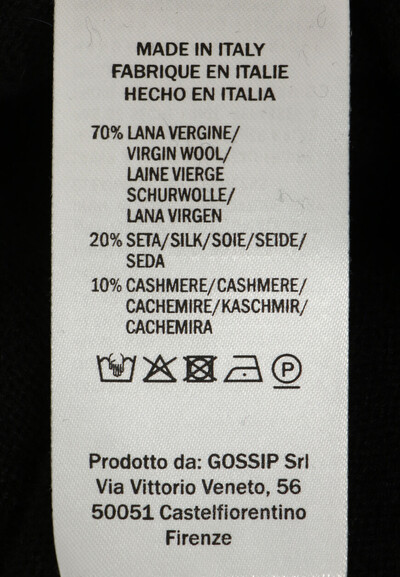 MADE IN ITALY
FABRIQUE EN ITALIE
HECHO EN ITALIA
70% LANA VERGINE/
VIRGIN WOOL/
LAINE VIERGE
SCHURWOLLE/
LANA VIRGEN
20% SETA/SILK/SOIE/SEIDE/
SEDA
10% CASHMERE/CASHMERE/
CACHEMIRE/KASCHMIR/
CACHEMIRA
P
Prodotto da: GOSSIP Srl
Via Vittorio Veneto, 56
50051 Castelfiorentino
Firenze